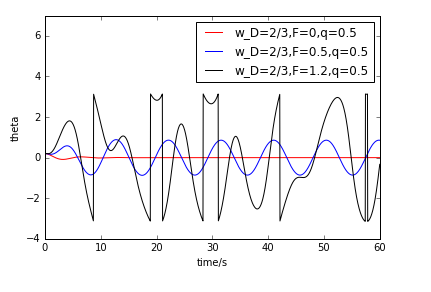 w_D=2/3,F=0,q=0.5
w_D=2/3,F=0.5,q=0.5
w_D=2/3,F=1.2,q=0.5
theta
6
4
2
0
−2
−4
0 10 20 30 40 50 60
time/s